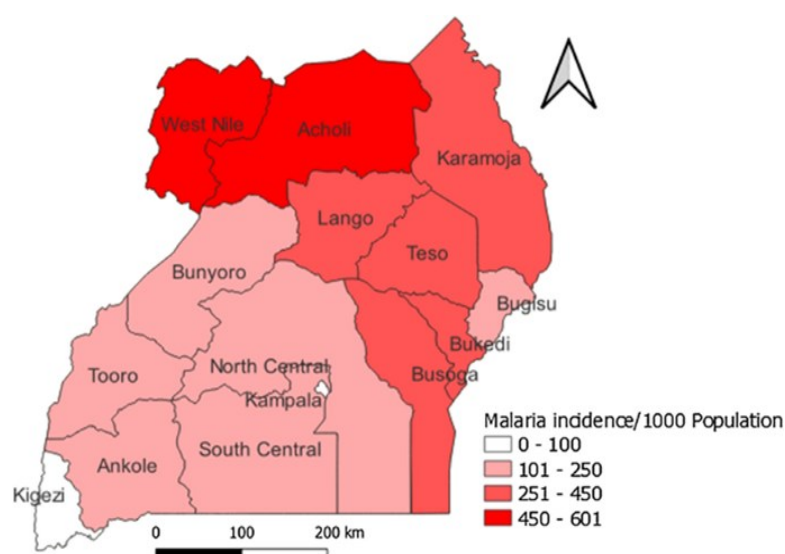 West Nile
Acholi
Karamoja
Lango
Teso
Bunyoro
Bugisu
Bukedi
North Central
Tooro
Busoga
Kampala
South Central
Ankole
Kigezi
Malaria incidence/1000 Population
0 - 100
101 - 250
251 - 450
450 - 601
0 100 200 km